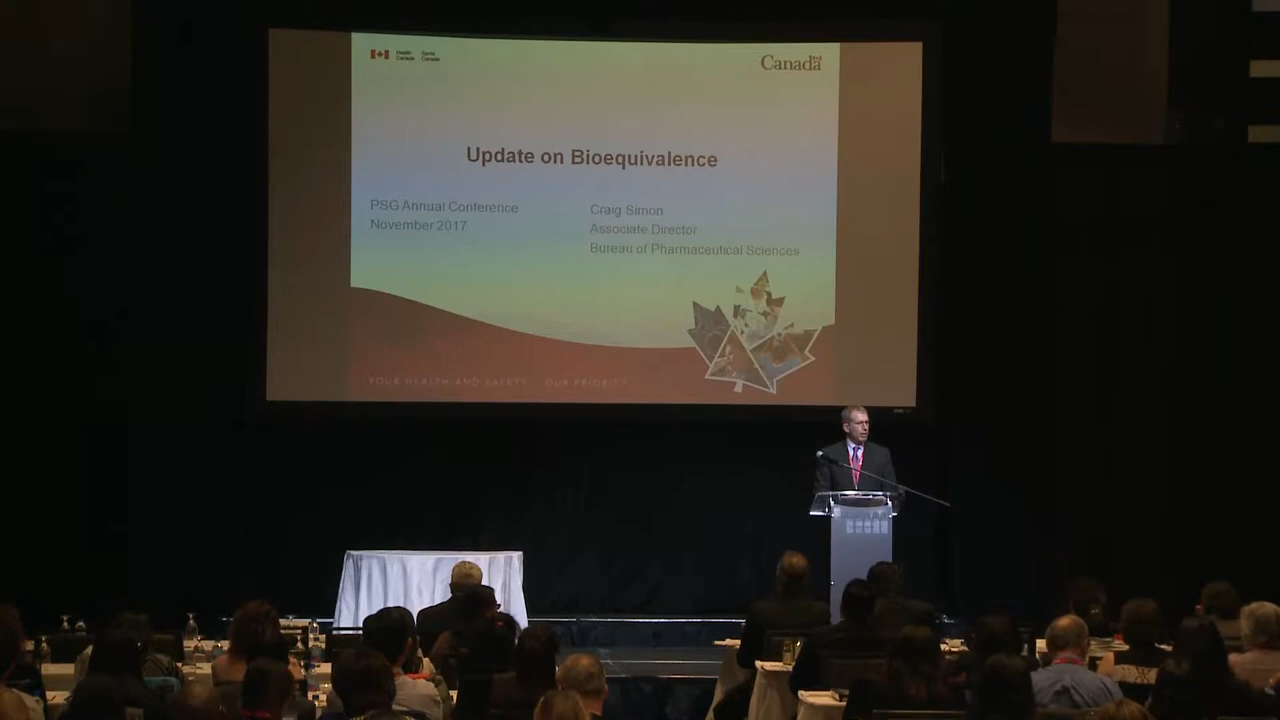 Health Canada
Santé Canada
Canada
Update on Bioequivalence
PSG Annual Conference
November 2017
Craig Simon
Associate Director
Bureau of Pharmaceutical Sciences
YOUR HEALTH AND SAFETY... OUR PRIORITY